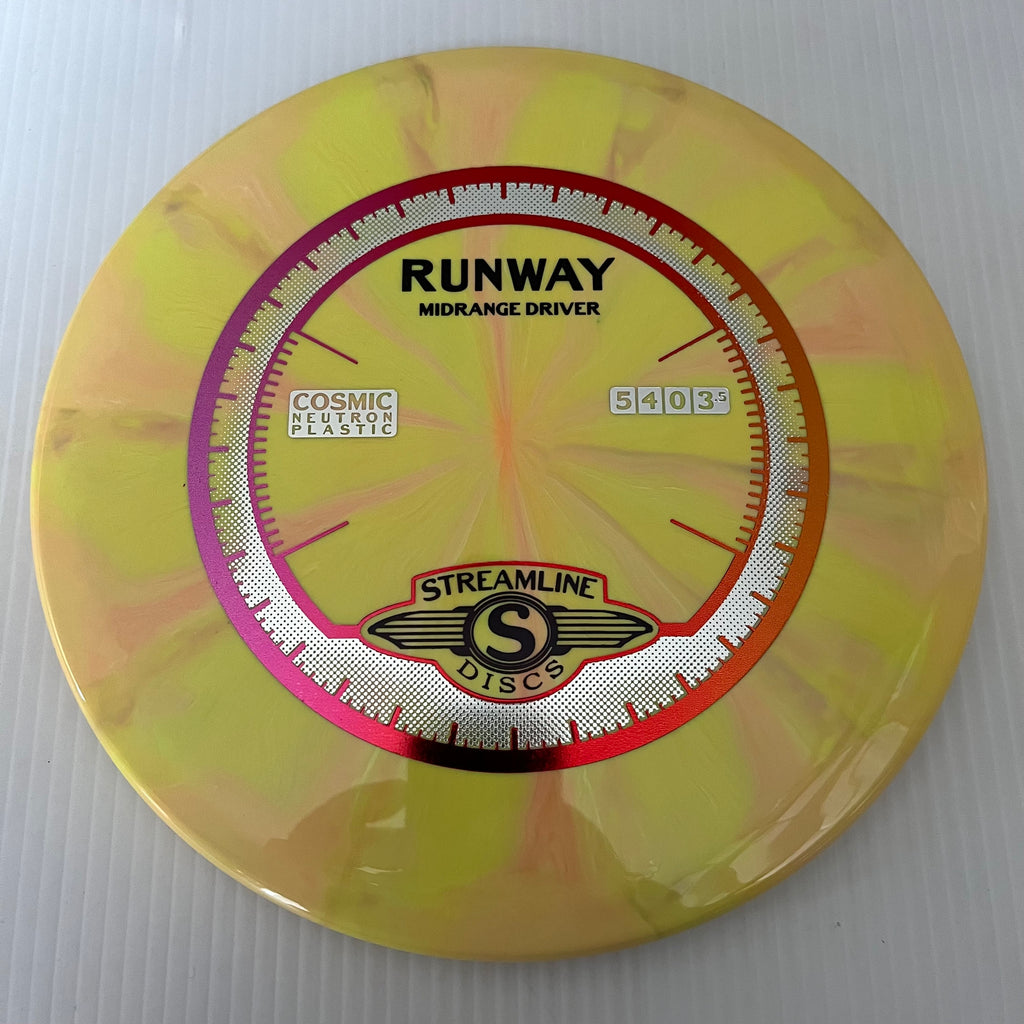 RUNWAY
MIDRANGE DRIVER
COSMIC
NEUTRON
PLASTIC
5 4 0 3.5
STREAMLINE
S
DISCS